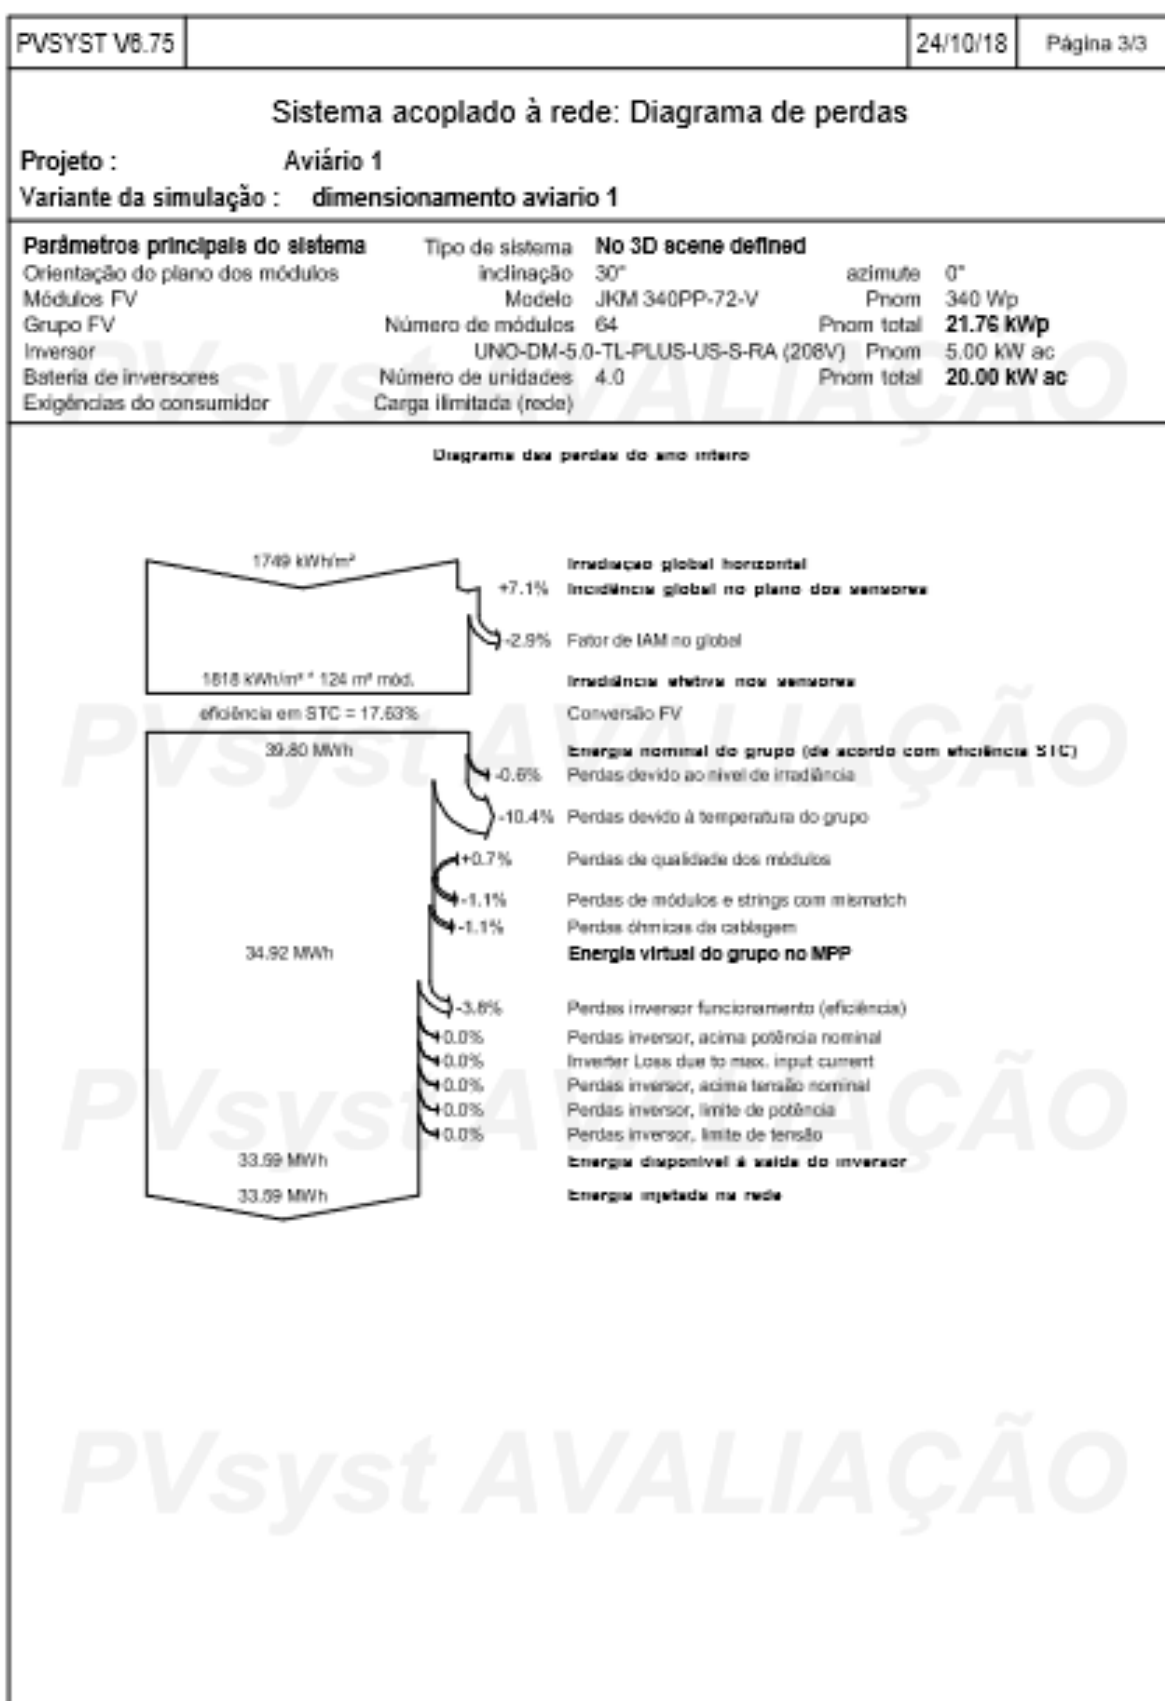 PVSYST V6.75 24/10/18 Página 3/3
Sistema acoplado à rede: Diagrama de perdas
Projeto : Aviário 1
Variante da simulação : dimensionamento aviario 1
Parâmetros principais do sistema Tipo de sistema No 3D scene defined
Orientação do plano dos módulos inclinação 30° azimute 0°
Módulos FV Modelo JKM 340PP-72-V Pnom 340 Wp
Grupo FV Número de módulos 64 Pnom total 21.76 kWp
Inversor UNO-DM-5.0-TL-PLUS-US-S-RA (208V) Pnom 5.00 kW ac
Bateria de inversores Número de unidades 4.0 Pnom total 20.00 kW ac
Exigências do consumidor Carga ilimitada (rede)
PVsyst AVALIAÇÃO
Diagrama das perdas do ano inteiro
1749 kWh/m² Irradiação global horizontal
+7.1% Incidência global no plano dos sensores
-2.9% Fator de IAM no global
1818 kWh/m² * 124 m² mód. Irradiância efetiva nos sensores
eficiência em STC = 17.63% Conversão FV
PVsyst AVALIAÇÃO
39.80 MWh Energia nominal do grupo (de acordo com eficiência STC)
-0.6% Perdas devido ao nível de irradiância
-10.4% Perdas devido à temperatura do grupo
+0.7% Perdas de qualidade dos módulos
-1.1% Perdas de módulos e strings com mismatch
-1.1% Perdas óhmicas da cablagem
34.92 MWh Energia virtual do grupo no MPP
-3.8% Perdas inversor funcionamento (eficiência)
0.0% Perdas inversor, acima potência nominal
0.0% Inverter Loss due to max. input current
0.0% Perdas inversor, acima tensão nominal
0.0% Perdas inversor, limite de potência
0.0% Perdas inversor, limite de tensão
PVsyst AVALIAÇÃO
33.59 MWh Energia disponível à saída do inversor
33.59 MWh Energia injetada na rede
PVsyst AVALIAÇÃO